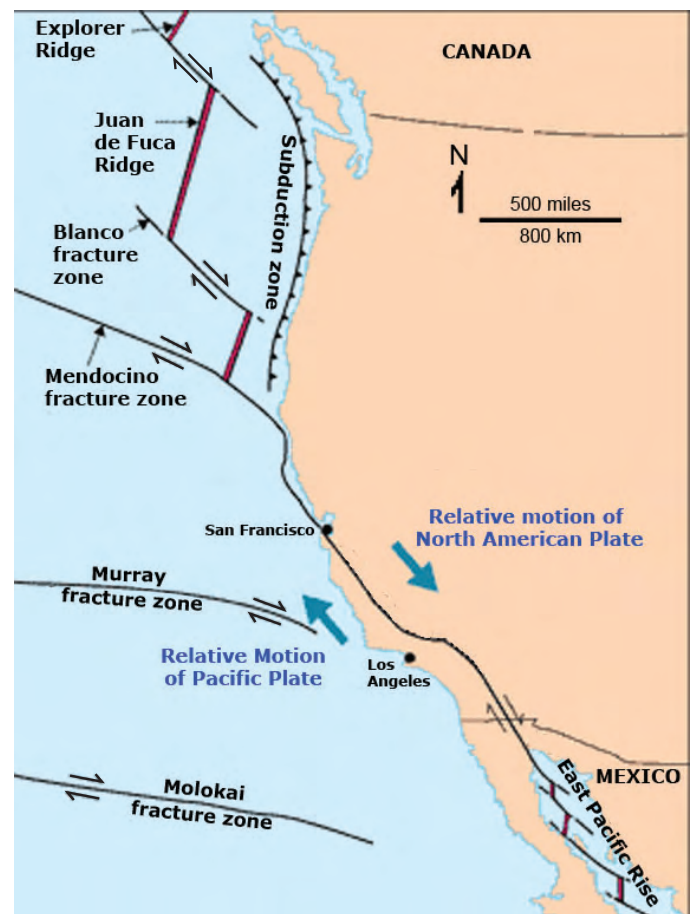 Explorer
Ridge
CANADA
Juan
de Fuca
Ridge
Subduction zone
N
500 miles
800 km
Blanco
fracture
zone
Mendocino
fracture zone
San Francisco
Relative motion of
North American Plate
Murray
fracture zone
Relative Motion
of Pacific Plate
Los
Angeles
MEXICO
East Pacific Rise
Molokai
fracture zone